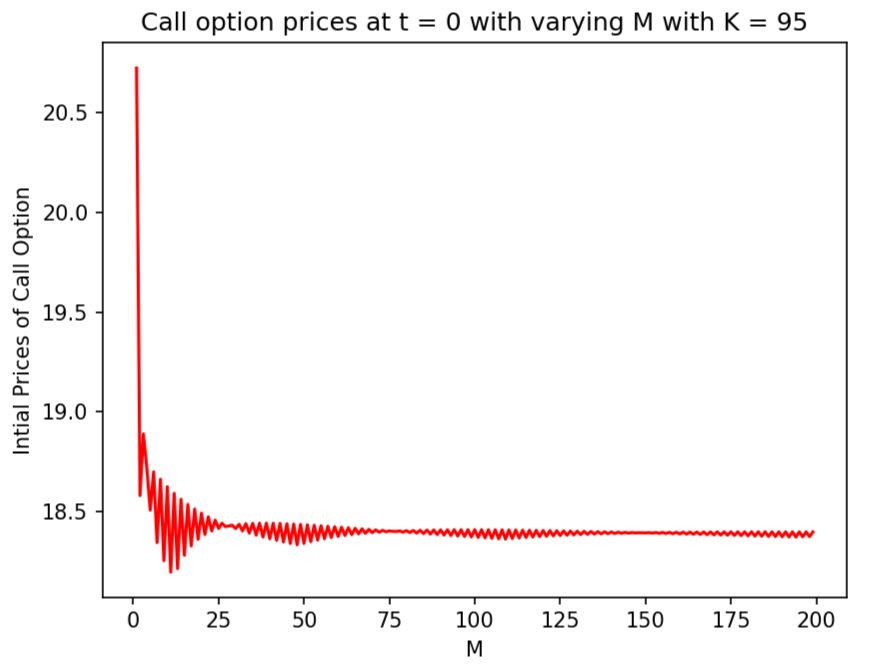 Call option prices at t = 0 with varying M with K = 95
Intial Prices of Call Option
20.5
20.0
19.5
19.0
18.5
0 25 50 75 100 125 150 175 200
M